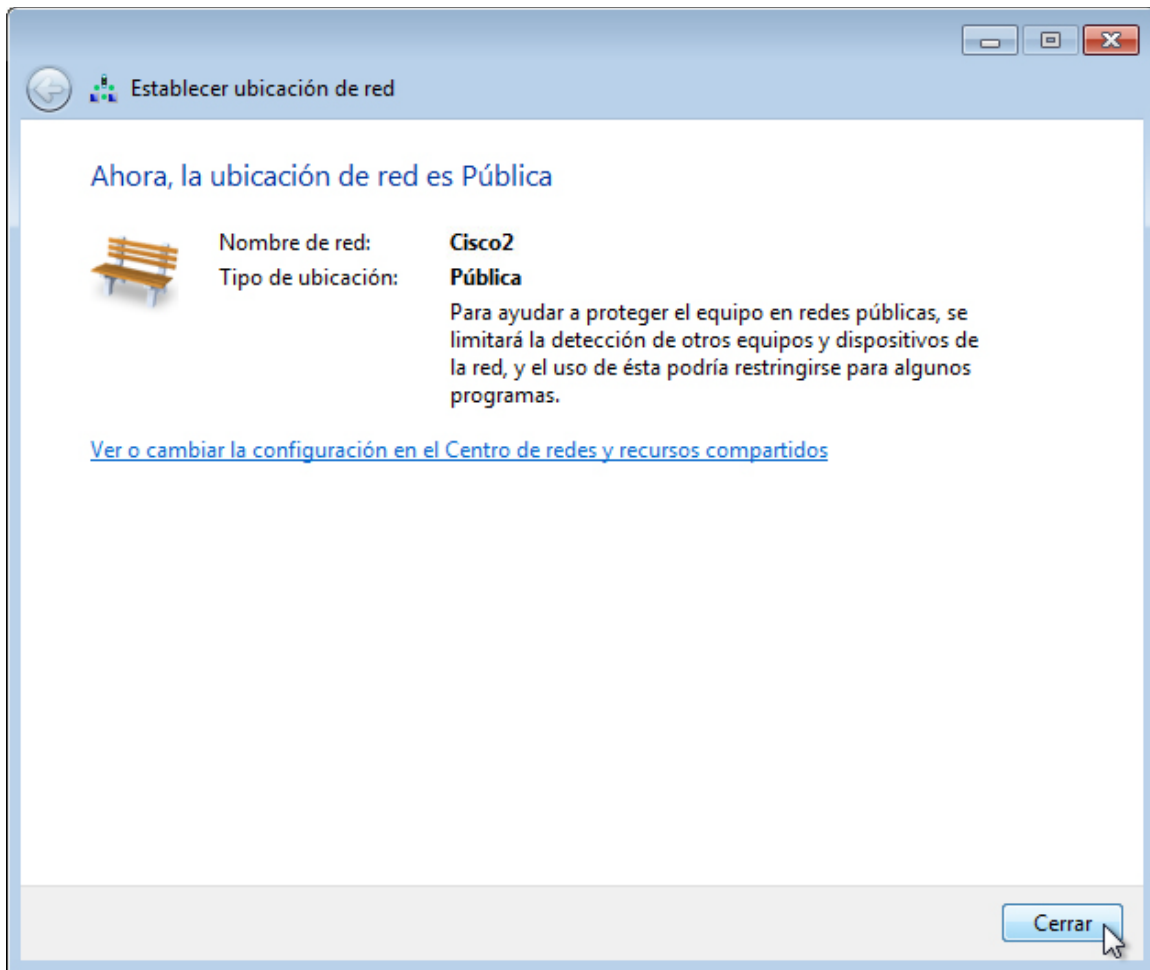 Establecer ubicación de red
Ahora, la ubicación de red es Pública
Nombre de red: Cisco2
Tipo de ubicación: Pública
Para ayudar a proteger el equipo en redes públicas, se
limitará la detección de otros equipos y dispositivos de
la red, y el uso de ésta podría restringirse para algunos
programas.
Ver o cambiar la configuración en el Centro de redes y recursos compartidos
Cerrar